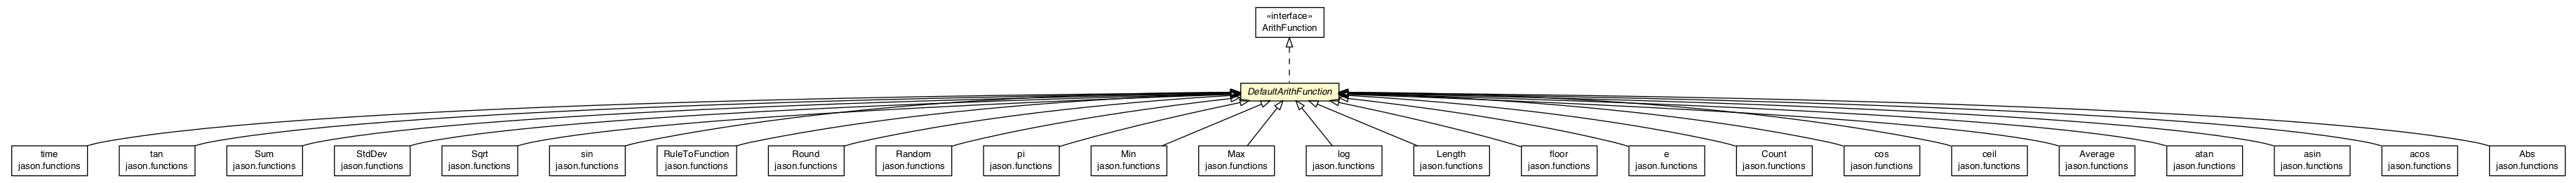 «interface»
ArithFunction
DefaultArithFunction
time
jason.functions
tan
jason.functions
Sum
jason.functions
StdDev
jason.functions
Sqrt
jason.functions
sin
jason.functions
RuleToFunction
jason.functions
Round
jason.functions
Random
jason.functions
pi
jason.functions
Min
jason.functions
Max
jason.functions
log
jason.functions
Length
jason.functions
floor
jason.functions
e
jason.functions
Count
jason.functions
cos
jason.functions
ceil
jason.functions
Average
jason.functions
atan
jason.functions
asin
jason.functions
acos
jason.functions
Abs
jason.functions